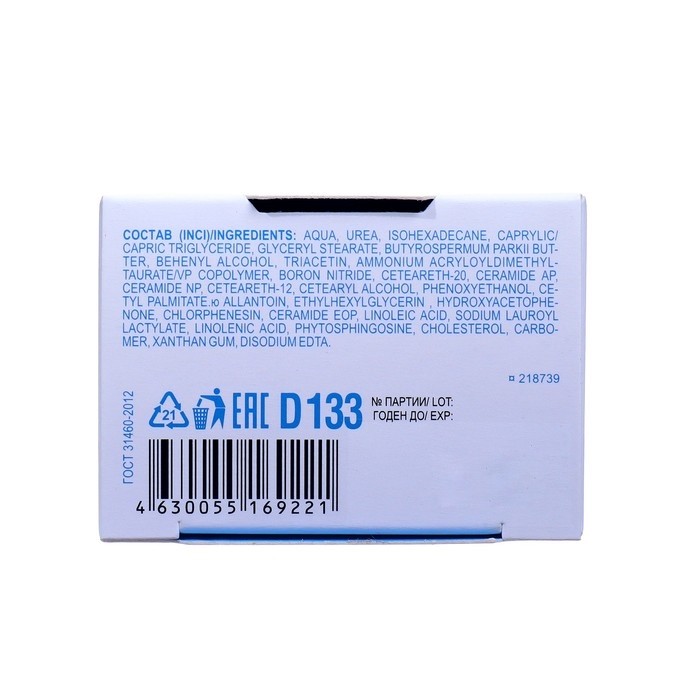 СОСТАВ (INCI)/INGREDIENTS: AQUA, UREA, ISOHEXADECANE, CAPRYLIC/
CAPRIC TRIGLYCERIDE, GLYCERYL STEARATE, BUTYROSPERMUM PARKII BUT-
TER, BEHENYL ALCOHOL, TRIACETIN, AMMONIUM ACRYLOYLDIMETHYL-
TAURATE/VP COPOLYMER, BORON NITRIDE, CETEARETH-20, CERAMIDE AP,
CERAMIDE NP, CETEARETH-12, CETEARYL ALCOHOL, PHENOXYETHANOL, CE-
TYL PALMITATE.ю ALLANTOIN, ETHYLHEXYLGLYCERIN , HYDROXYACETOPHE-
NONE, CHLORPHENESIN, CERAMIDE EOP, LINOLEIC ACID, SODIUM LAUROYL
LACTYLATE, LINOLENIC ACID, PHYTOSPHINGOSINE, CHOLESTEROL, CARBO-
MER, XANTHAN GUM, DISODIUM EDTA.
¤ 218739
ГОСТ 31460-2012
21
EAC D 133
№ ПАРТИИ/ LOT:
ГОДЕН ДО/ EXP:
4 630055 169221